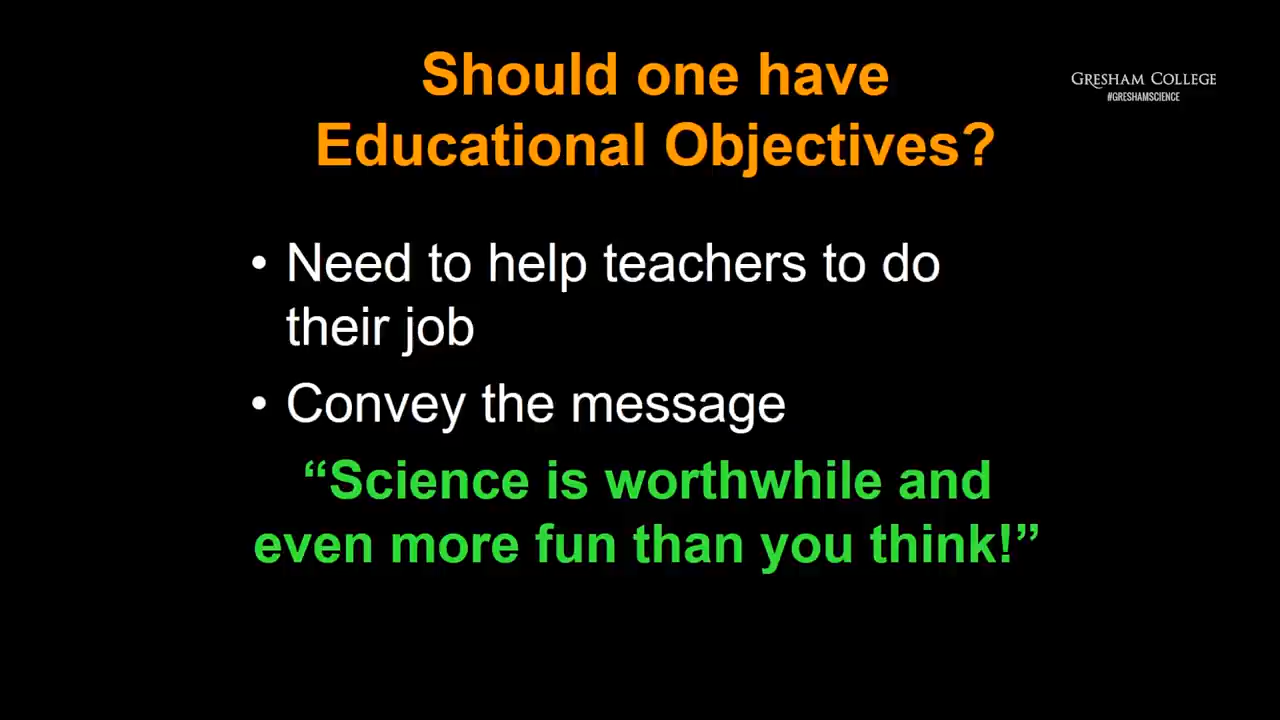 Should one have
Educational Objectives?
GRESHAM COLLEGE
#GRESHAMSCIENCE
• Need to help teachers to do
their job
• Convey the message
“Science is worthwhile and
even more fun than you think!”